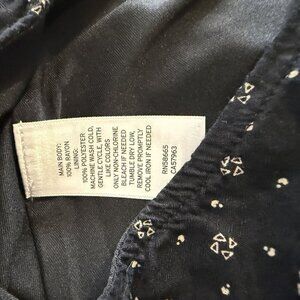 MAIN BODY:
100% RAYON
LINING:
100% POLYESTER
MACHINE WASH COLD,
GENTLE CYCLE, WITH
LIKE COLORS
ONLY NON-CHLORINE
BLEACH IF NEEDED
TUMBLE DRY LOW,
REMOVE PROMPTLY
COOL IRON IF NEEDED
RN58665
CA57963